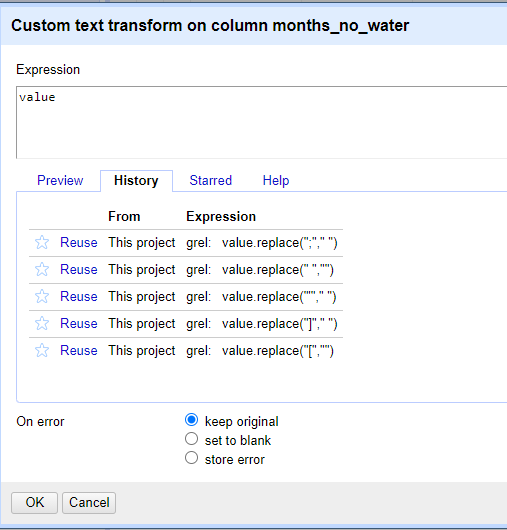 Custom text transform on column months_no_water
Expression
value
Preview History Starred Help
From Expression
Reuse This project grel: value.replace(";"," ")
Reuse This project grel: value.replace(" ","")
Reuse This project grel: value.replace("'"," ")
Reuse This project grel: value.replace("]"," ")
Reuse This project grel: value.replace("[","")
On error keep original
set to blank
store error
OK Cancel